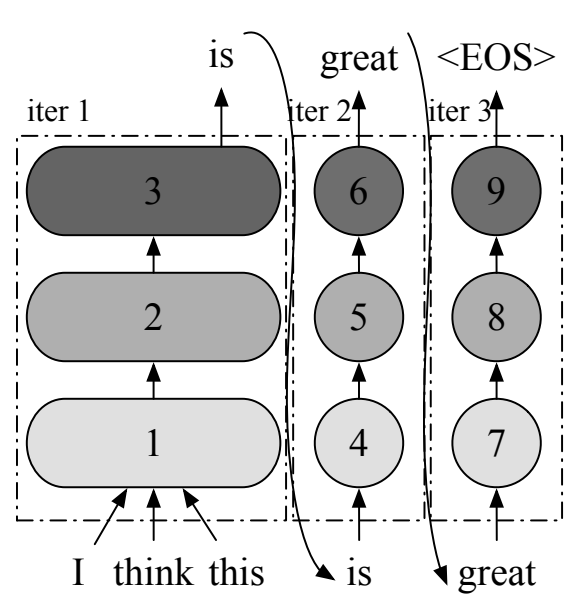 is great <EOS>
iter 1 iter 2 iter 3
3 6 9
2 5 8
1 4 7
I think this is great